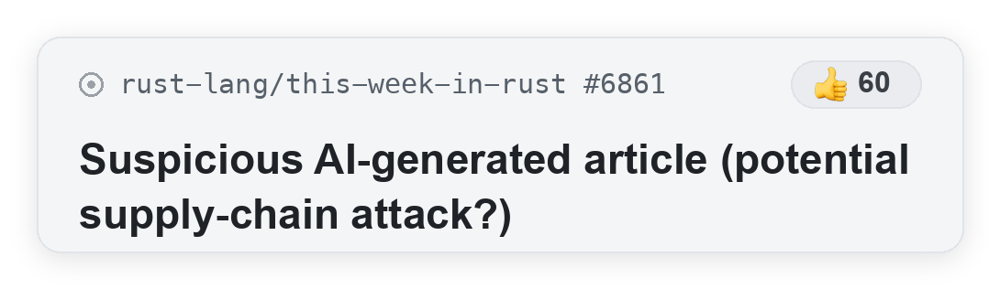 rust-lang/this-week-in-rust #6861
👍 60
Suspicious AI-generated article (potential
supply-chain attack?)